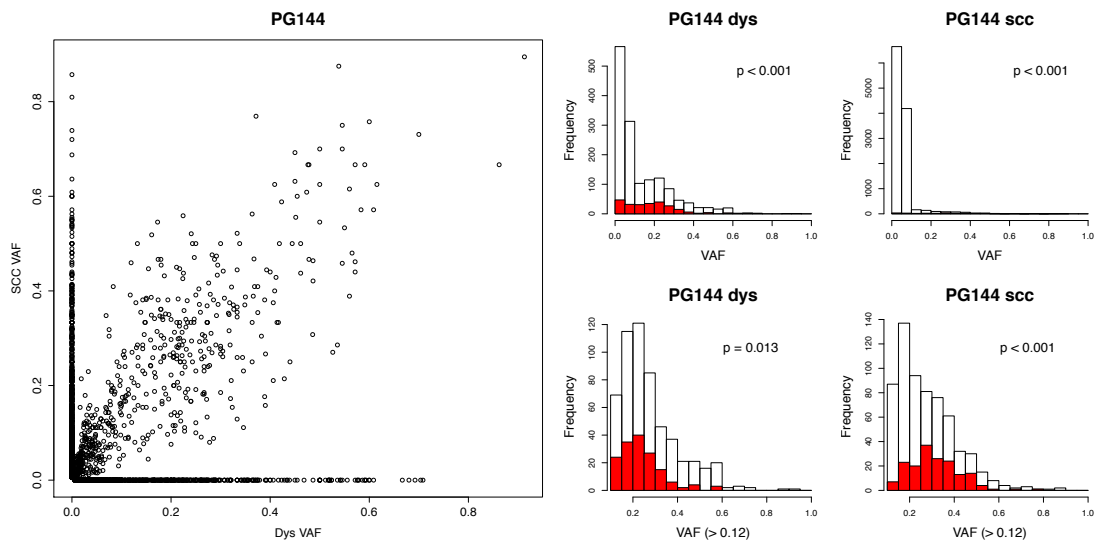 PG144
SCC VAF
0.0 0.2 0.4 0.6 0.8
0.0 0.2 0.4 0.6 0.8
Dys VAF
PG144 dys
p < 0.001
Frequency
0 100 200 300 400 500
0.0 0.2 0.4 0.6 0.8 1.0
VAF
PG144 scc
p < 0.001
Frequency
0 1000 3000 5000
0.0 0.2 0.4 0.6 0.8 1.0
VAF
PG144 dys
p = 0.013
Frequency
0 20 40 60 80 100 120
0.2 0.4 0.6 0.8 1.0
VAF (> 0.12)
PG144 scc
p < 0.001
Frequency
0 20 40 60 80 100 120 140
0.2 0.4 0.6 0.8 1.0
VAF (> 0.12)